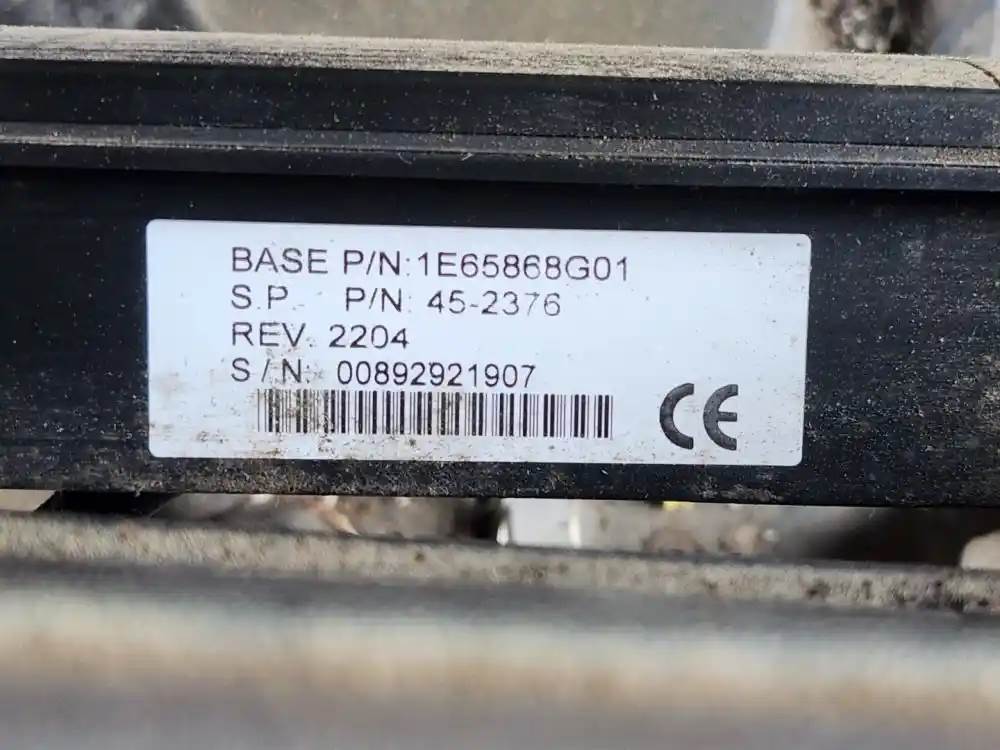 BASE P/N:1E65868G01
S.P. P/N: 45-2376
REV: 2204
S/N: 00892921907
CE